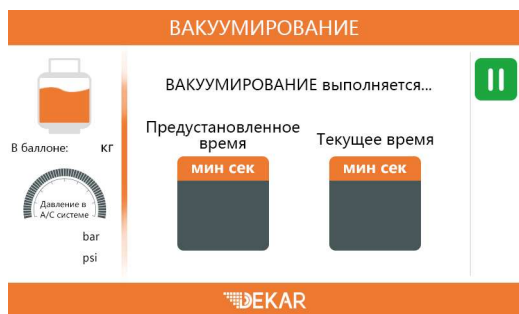 ВАКУУМИРОВАНИЕ
ВАКУУМИРОВАНИЕ выполняется...
В баллоне: кг
Давление в
A/C системе
bar
psi
Предустановленное
время
мин сек
Текущее время
мин сек
DEKAR